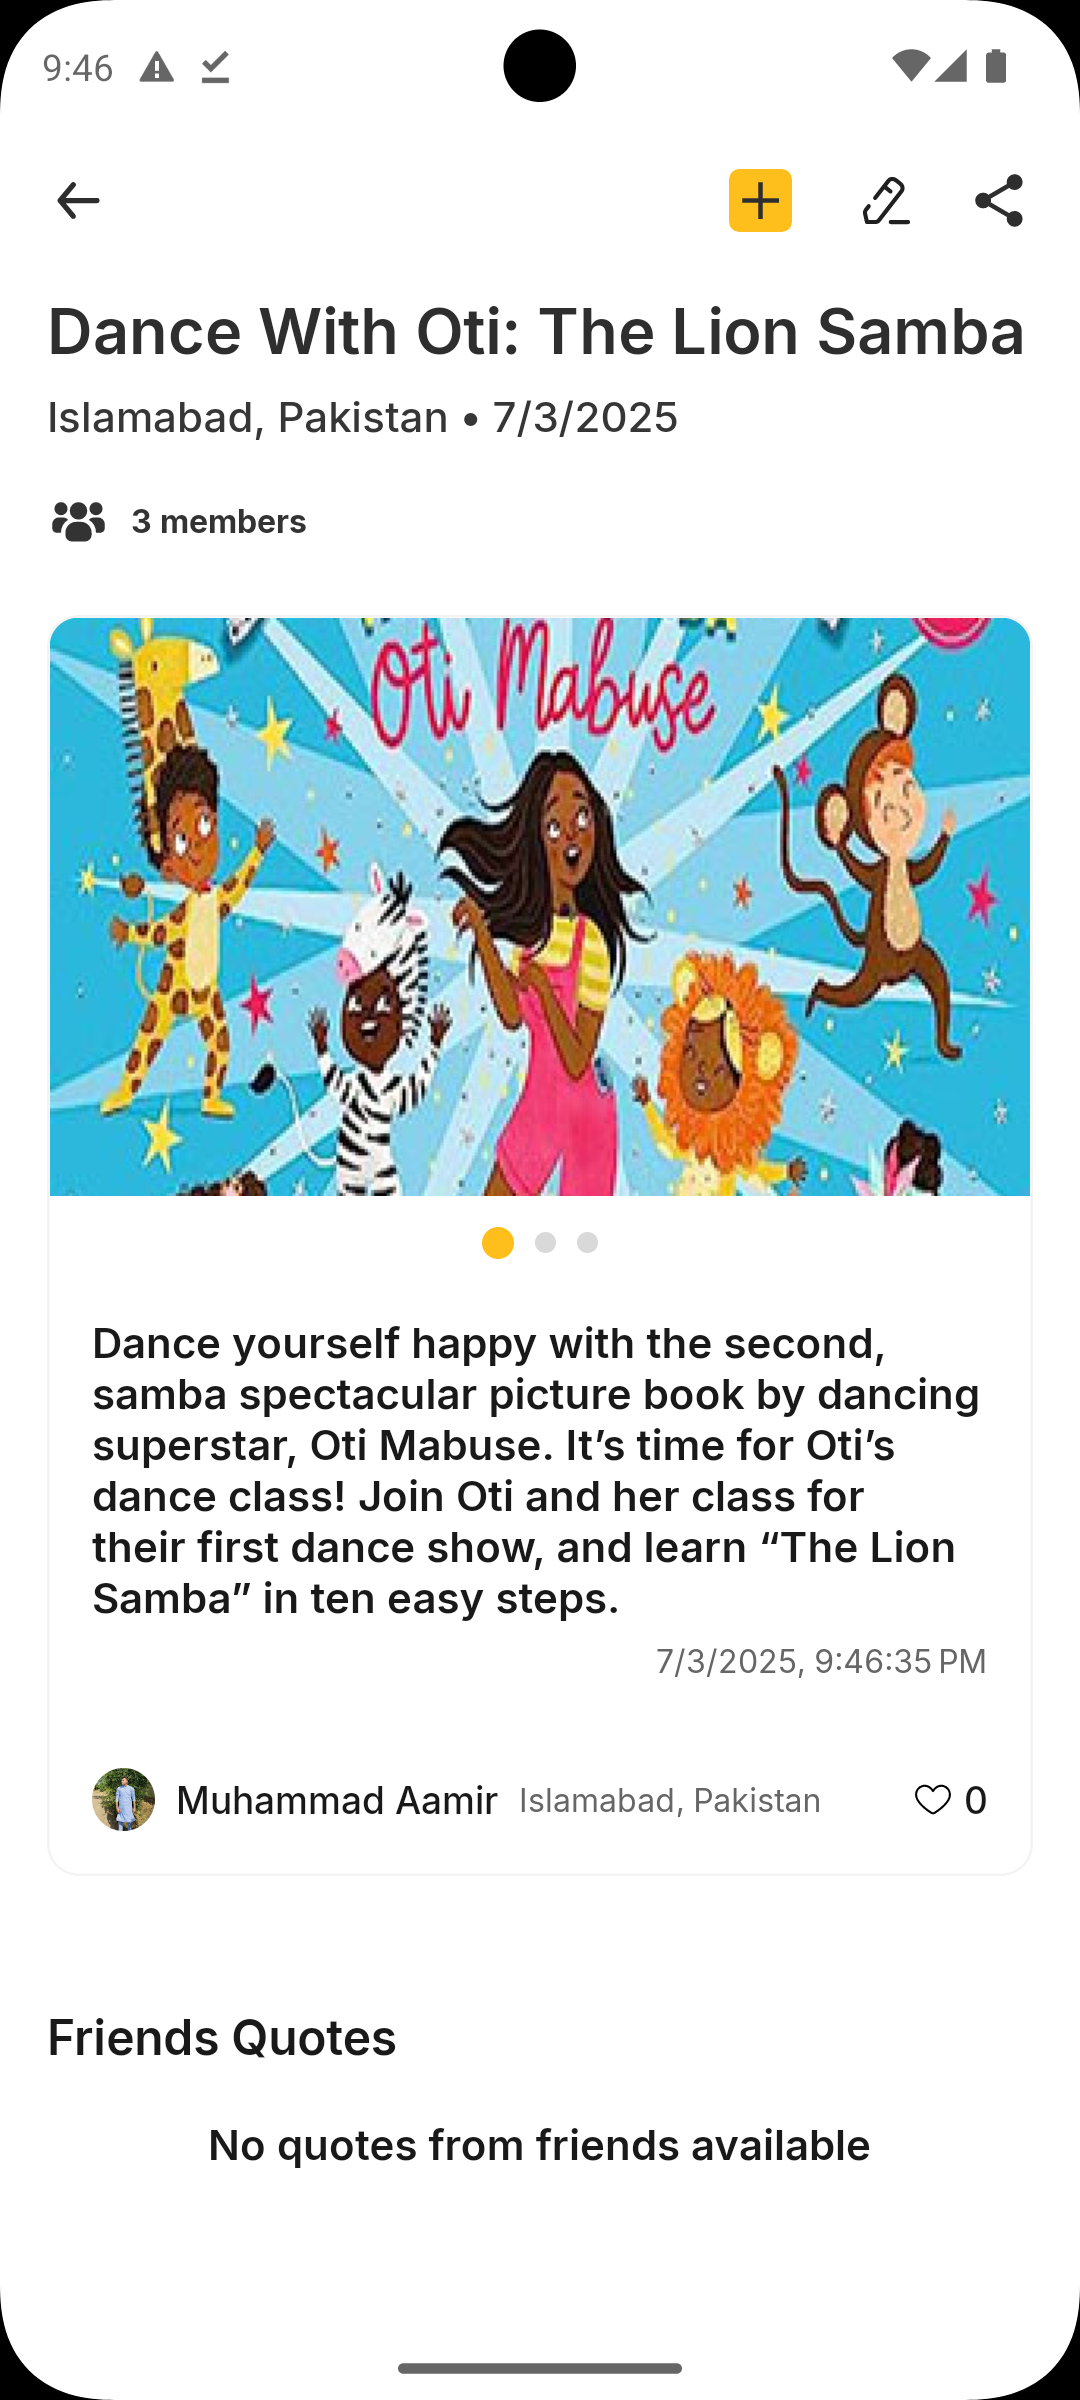 9:46
Dance With Oti: The Lion Samba
Islamabad, Pakistan • 7/3/2025
3 members
Oti Mabuse
Dance yourself happy with the second,
samba spectacular picture book by dancing
superstar, Oti Mabuse. It’s time for Oti’s
dance class! Join Oti and her class for
their first dance show, and learn “The Lion
Samba” in ten easy steps.
7/3/2025, 9:46:35 PM
Muhammad Aamir Islamabad, Pakistan 0
Friends Quotes
No quotes from friends available